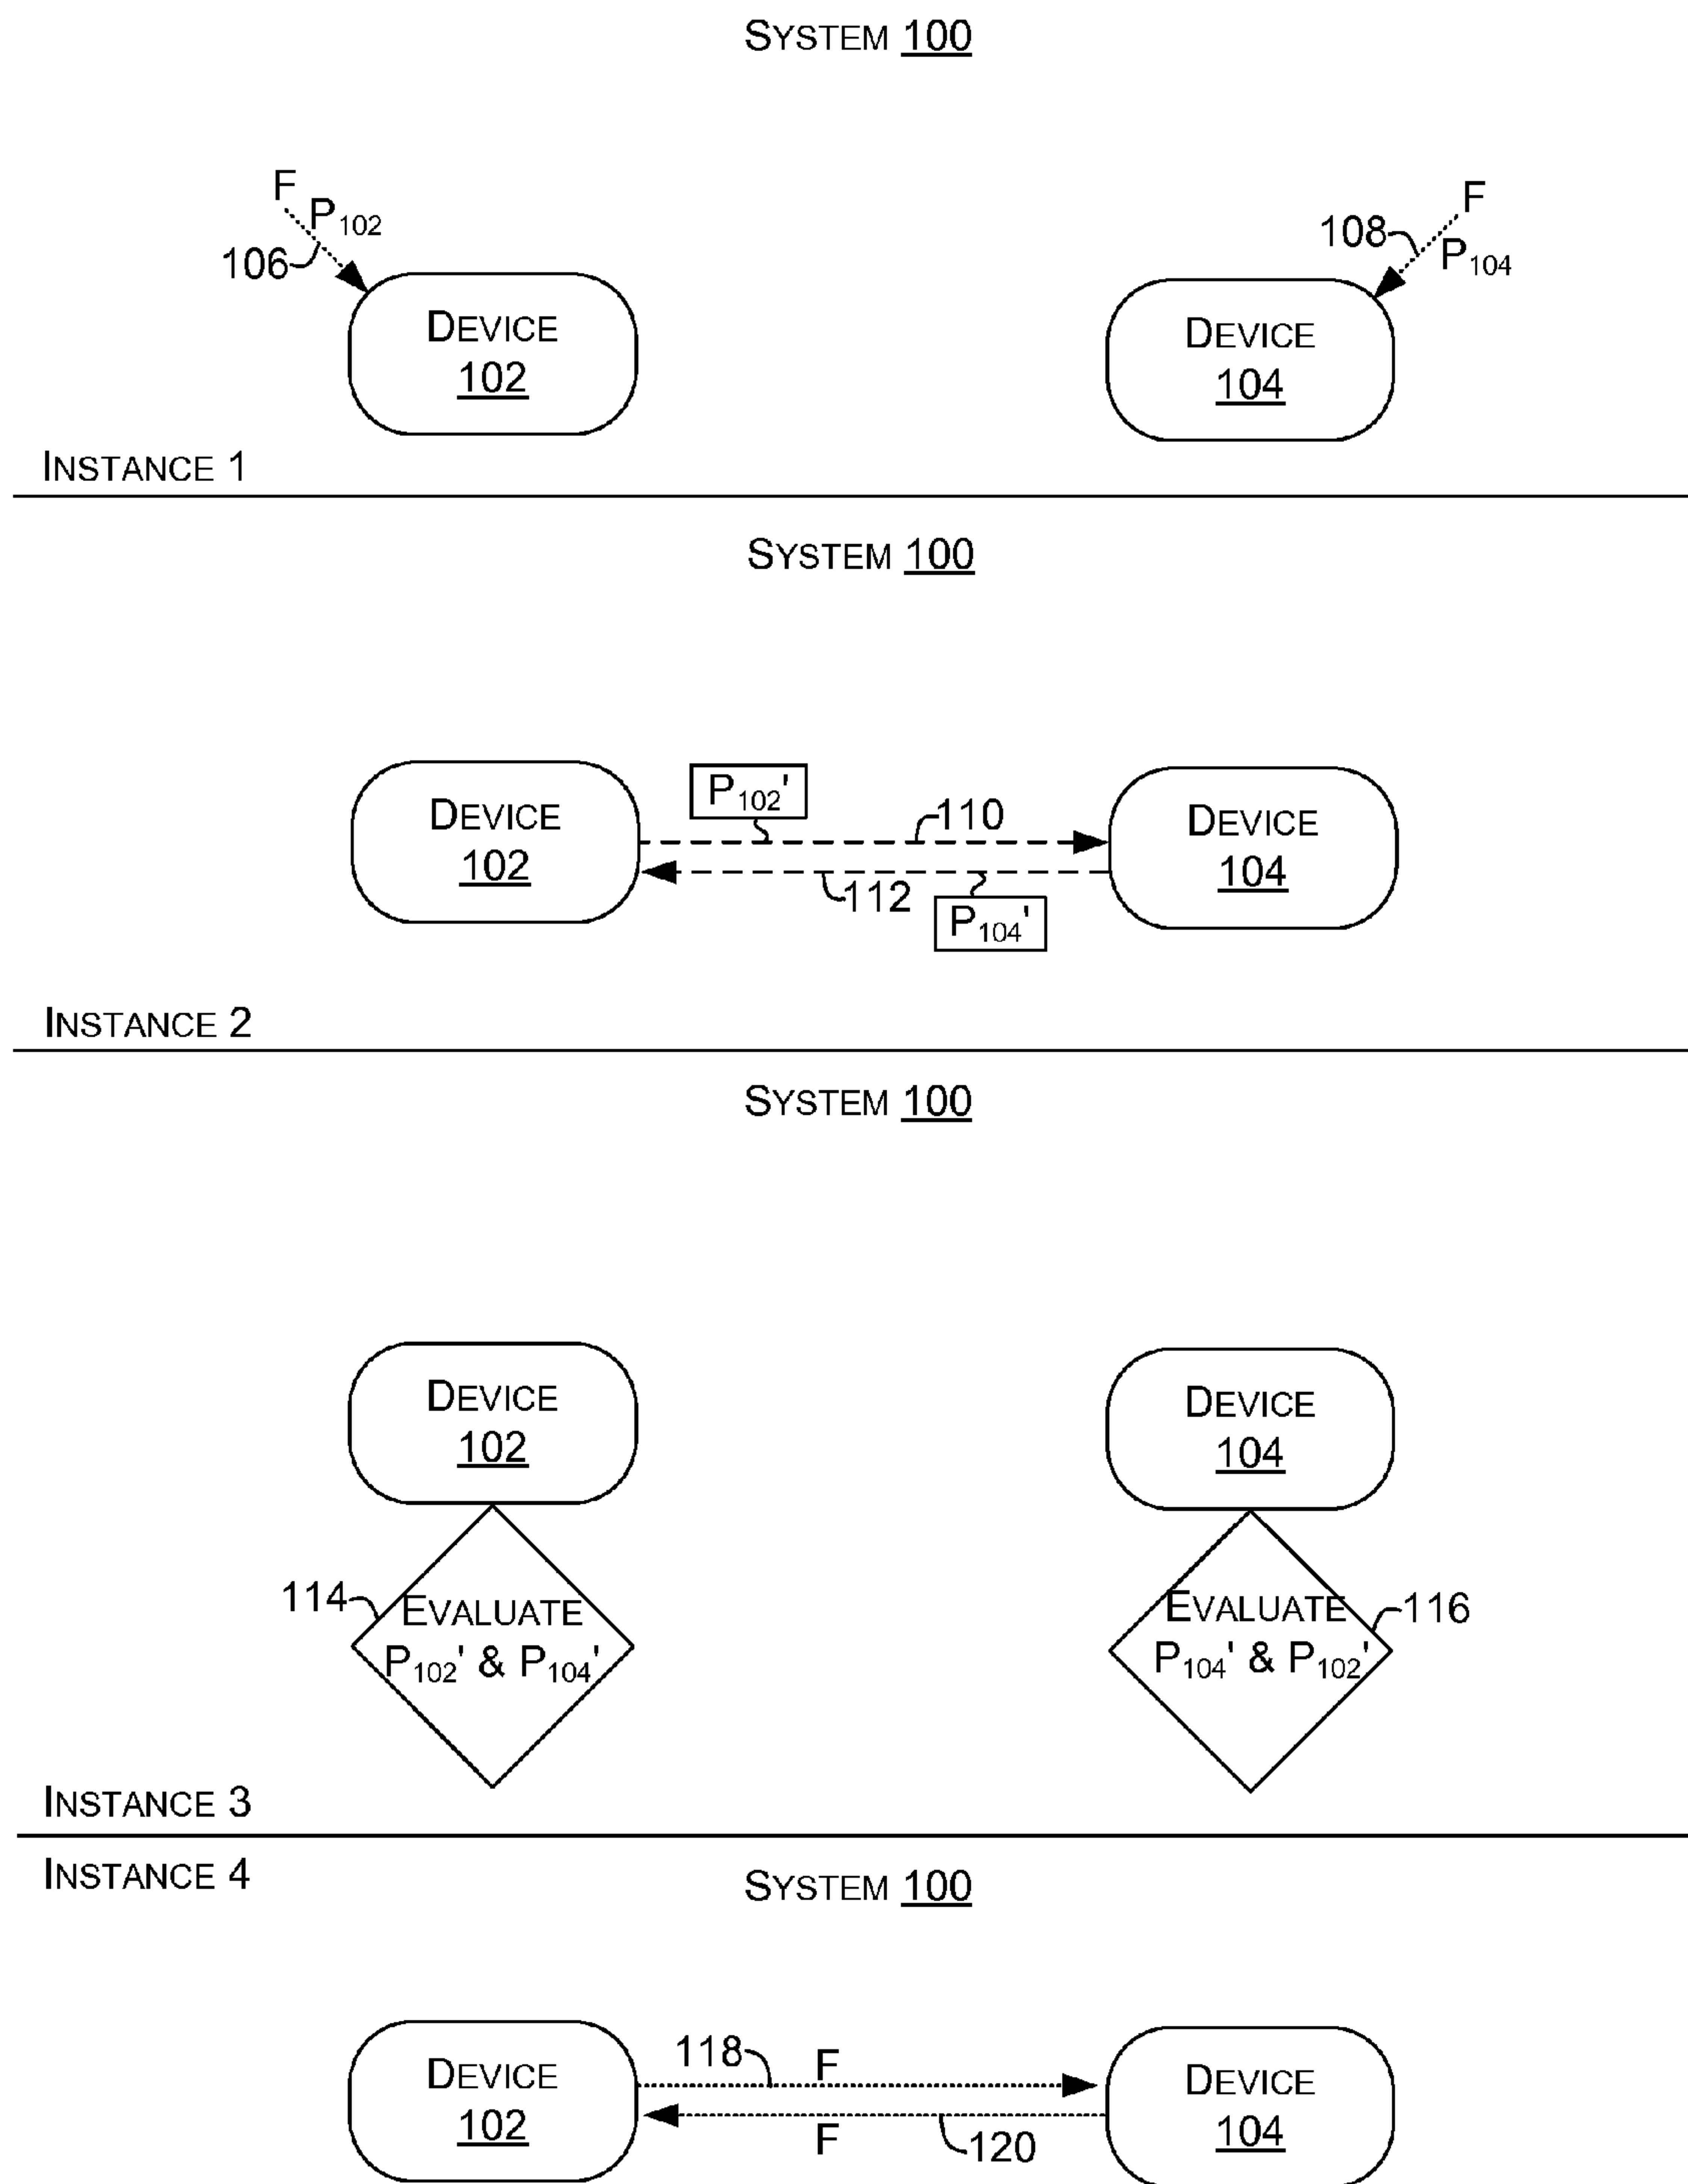 SYSTEM 100
F
P102
106
F
108
P104
DEVICE
102
DEVICE
104
INSTANCE 1
SYSTEM 100
P102'
110
DEVICE
102
DEVICE
104
112
P104'
INSTANCE 2
SYSTEM 100
DEVICE
102
DEVICE
104
114
EVALUATE
P102' & P104'
EVALUATE
P104' & P102'
116
INSTANCE 3
INSTANCE 4
SYSTEM 100
118
F
DEVICE
102
DEVICE
104
F
120